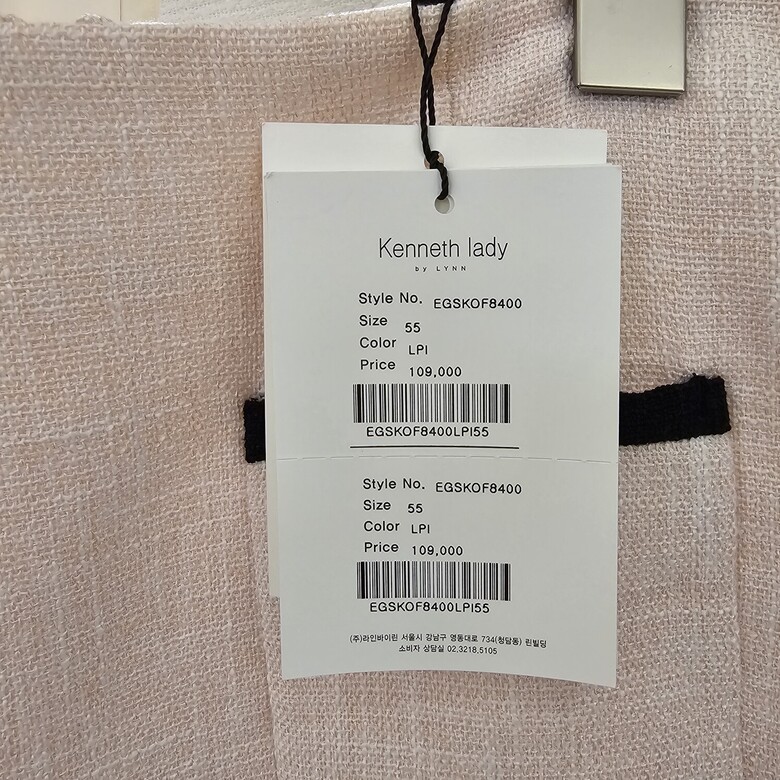 Kenneth lady
by LYNN
Style No. EGSKOF8400
Size 55
Color LPI
Price 109,000
EGSKOF8400LPI55
Style No. EGSKOF8400
Size 55
Color LPI
Price 109,000
EGSKOF8400LPI55
(주)라인바이린 서울시 강남구 영동대로 734(청담동) 린빌딩
소비자 상담실 02.3218.5105